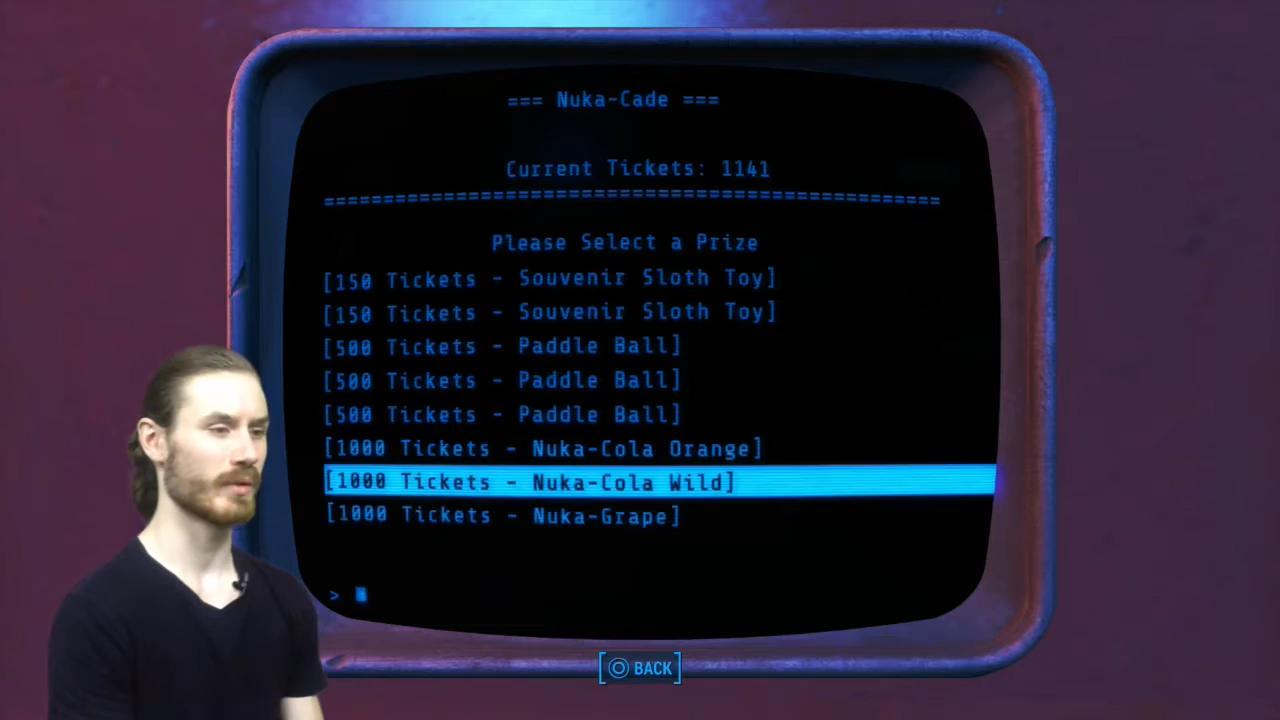 === Nuka-Cade ===
Current Tickets: 1141
============================================================
Please Select a Prize
[150 Tickets - Souvenir Sloth Toy]
[150 Tickets - Souvenir Sloth Toy]
[500 Tickets - Paddle Ball]
[500 Tickets - Paddle Ball]
[500 Tickets - Paddle Ball]
[1000 Tickets - Nuka-Cola Orange]
[1000 Tickets - Nuka-Cola Wild]
[1000 Tickets - Nuka-Grape]
>
[BACK]